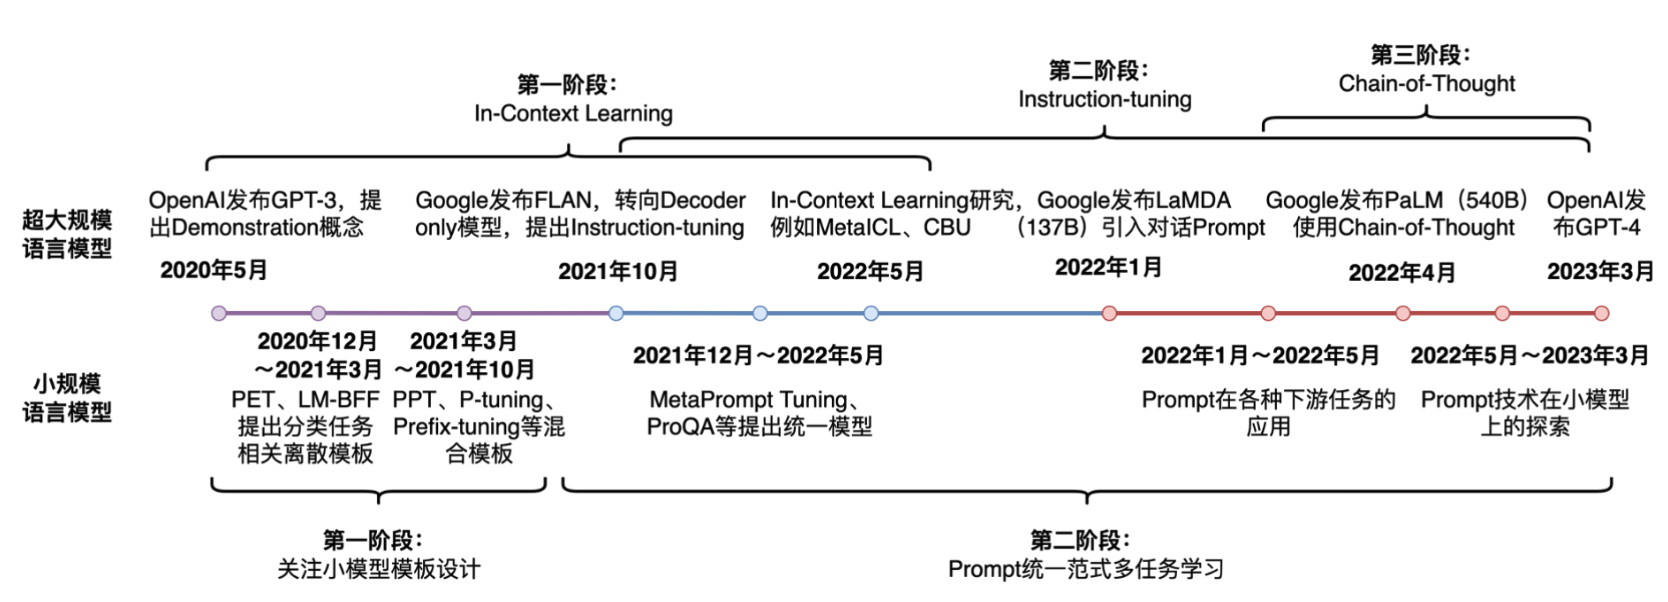 第三阶段：
Chain-of-Thought
第二阶段：
Instruction-tuning
第一阶段：
In-Context Learning
超大规模
语言模型
OpenAI发布GPT-3，提
出Demonstration概念
2020年5月
Google发布FLAN，转向Decoder
only模型，提出Instruction-tuning
2021年10月
In-Context Learning研究，
例如MetaICL、CBU
2022年5月
Google发布LaMDA
（137B）引入对话Prompt
2022年1月
Google发布PaLM（540B）
使用Chain-of-Thought
2022年4月
OpenAI发
布GPT-4
2023年3月
小规模
语言模型
2020年12月
～2021年3月
PET、LM-BFF
提出分类任务
相关离散模板
2021年3月
～2021年10月
PPT、P-tuning、
Prefix-tuning等混
合模板
2021年12月～2022年5月
MetaPrompt Tuning、
ProQA等提出统一模型
2022年1月～2022年5月
Prompt在各种下游任务的
应用
2022年5月～2023年3月
Prompt技术在小模型
上的探索
第一阶段：
关注小模型模板设计
第二阶段：
Prompt统一范式多任务学习